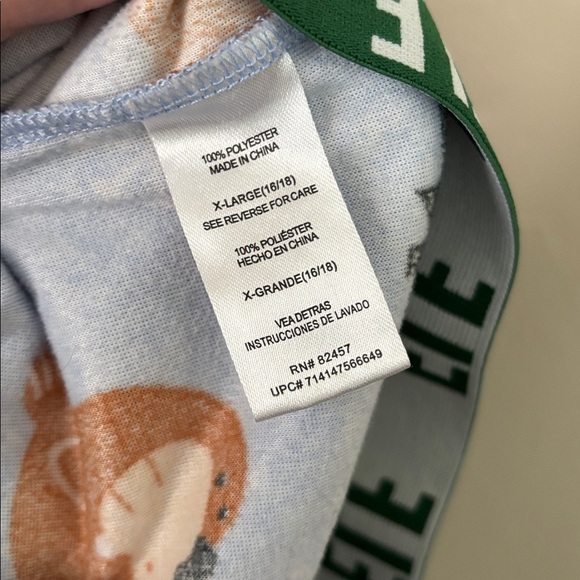 100% POLYESTER
MADE IN CHINA
X-LARGE(16/18)
SEE REVERSE FOR CARE
100% POLIÉSTER
HECHO EN CHINA
X-GRANDE(16/18)
VEA DETRAS
INSTRUCCIONES DE LAVADO
RN# 82457
UPC# 714147566649